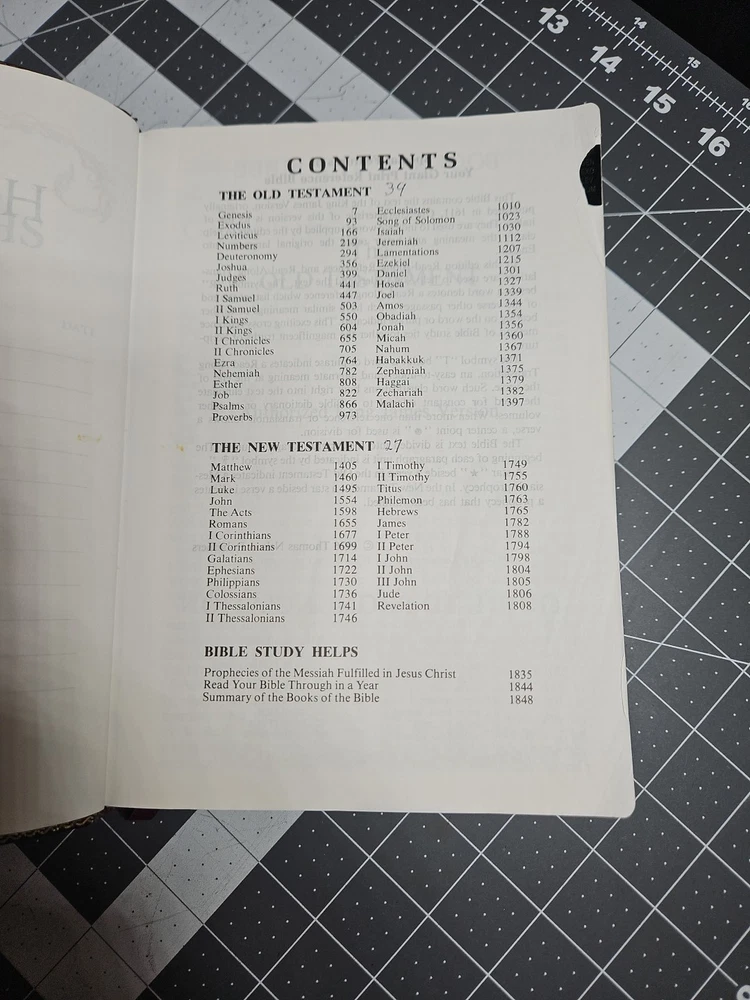 13
14
14
15
15
16
CONTENTS
THE OLD TESTAMENT 39
Genesis 7
Exodus 93
Leviticus 166
Numbers 219
Deuteronomy 294
Joshua 356
Judges 399
Ruth 441
I Samuel 447
II Samuel 503
I Kings 550
II Kings 604
I Chronicles 655
II Chronicles 705
Ezra 764
Nehemiah 782
Esther 808
Job 822
Psalms 866
Proverbs 973
Ecclesiastes 1010
Song of Solomon 1023
Isaiah 1030
Jeremiah 1112
Lamentations 1207
Ezekiel 1215
Daniel 1301
Hosea 1327
Joel 1339
Amos 1344
Obadiah 1354
Jonah 1356
Micah 1360
Nahum 1367
Habakkuk 1371
Zephaniah 1375
Haggai 1379
Zechariah 1382
Malachi 1397
THE NEW TESTAMENT 27
Matthew 1405
Mark 1460
Luke 1495
John 1554
The Acts 1598
Romans 1655
I Corinthians 1677
II Corinthians 1699
Galatians 1714
Ephesians 1722
Philippians 1730
Colossians 1736
I Thessalonians 1741
II Thessalonians 1746
I Timothy 1749
II Timothy 1755
Titus 1760
Philemon 1763
Hebrews 1765
James 1782
I Peter 1788
II Peter 1794
I John 1798
II John 1804
III John 1805
Jude 1806
Revelation 1808
BIBLE STUDY HELPS
Prophecies of the Messiah Fulfilled in Jesus Christ 1835
Read Your Bible Through in a Year 1844
Summary of the Books of the Bible 1848